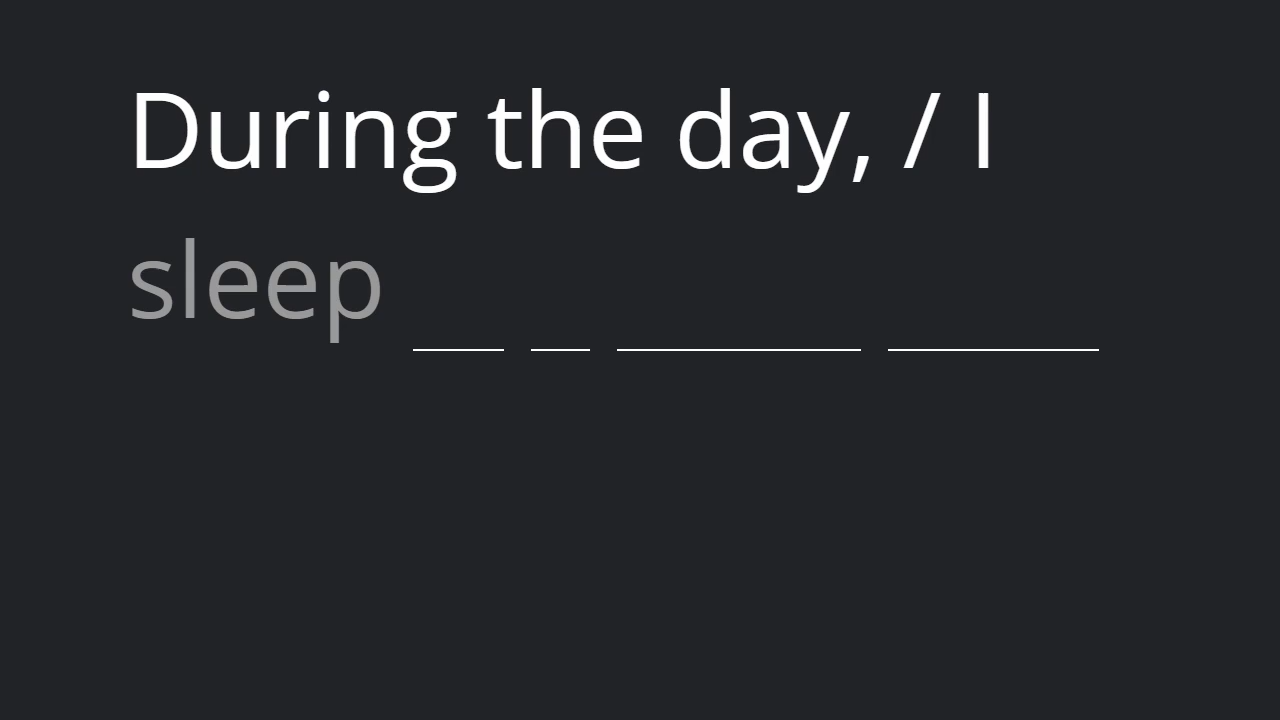 During the day, / I
sleep